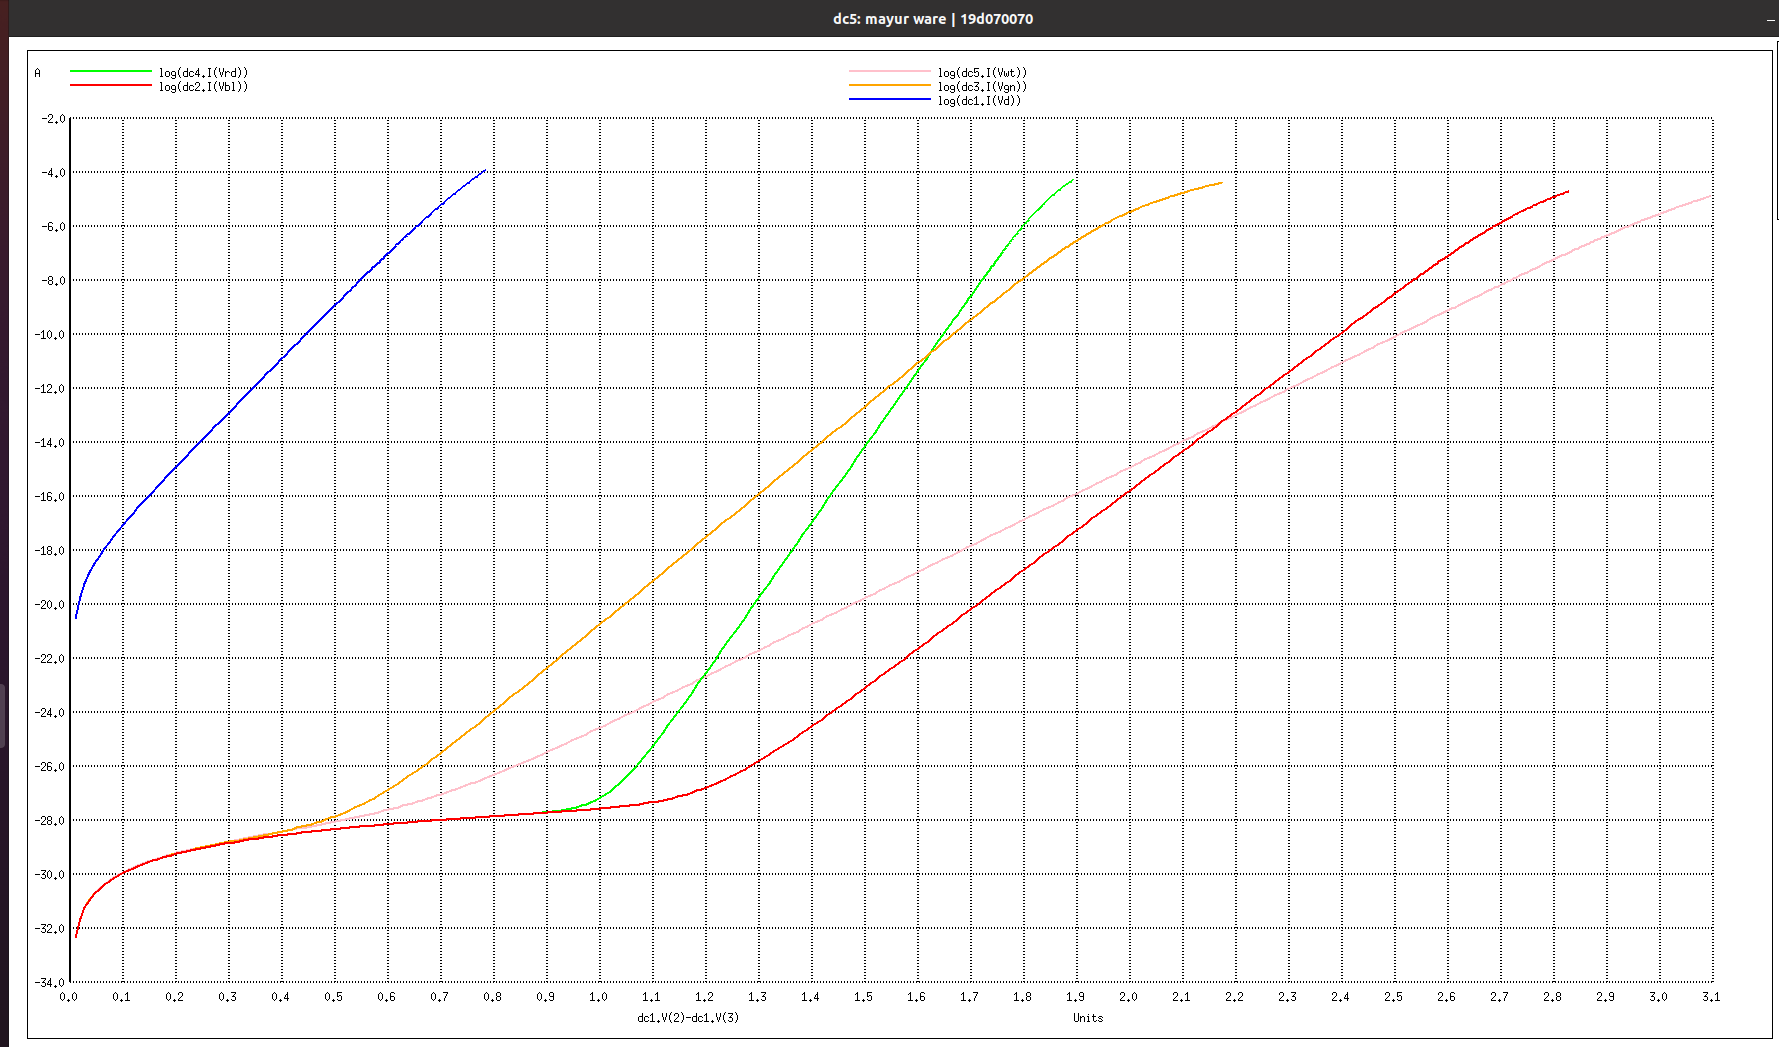 dc5: mayur ware | 19d070070
A
log(dc4.I(Vrd))
log(dc5.I(Vwt))
log(dc2.I(Vbl))
log(dc3.I(Vgn))
log(dc1.I(Vd))
-2.0
-4.0
-6.0
-8.0
-10.0
-12.0
-14.0
-16.0
-18.0
-20.0
-22.0
-24.0
-26.0
-28.0
-30.0
-32.0
-34.0
0.0 0.1 0.2 0.3 0.4 0.5 0.6 0.7 0.8 0.9 1.0 1.1 1.2 1.3 1.4 1.5 1.6 1.7 1.8 1.9 2.0 2.1 2.2 2.3 2.4 2.5 2.6 2.7 2.8 2.9 3.0 3.1
dc1.V(2)-dc1.V(3) Units